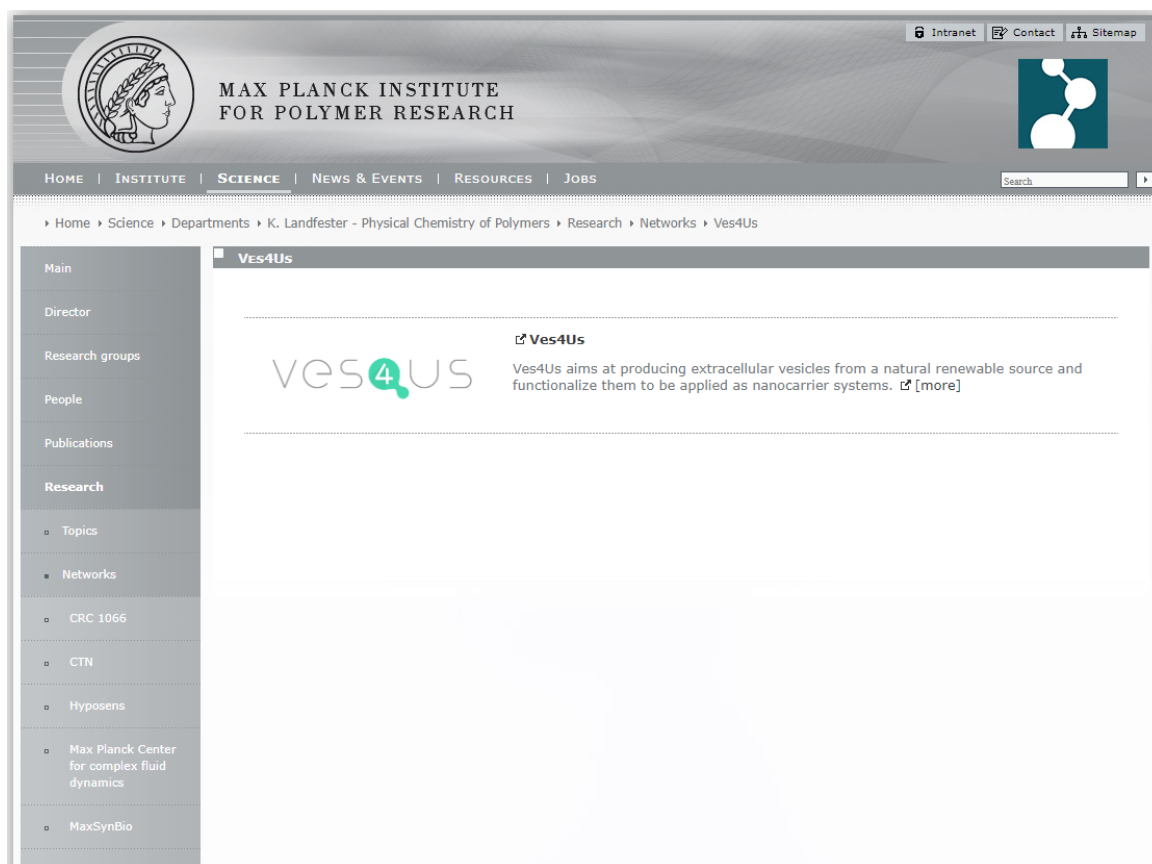 Intranet
Contact
Sitemap
MAX PLANCK INSTITUTE
FOR POLYMER RESEARCH
HOME | INSTITUTE | SCIENCE | NEWS & EVENTS | RESOURCES | JOBS
Search
Home Science Departments K. Landfester - Physical Chemistry of Polymers Research Networks Ves4Us
Main
Director
Research groups
People
Publications
Research
Topics
Networks
CRC 1066
CTN
Hyposens
Max Planck Center
for complex fluid
dynamics
MaxSynBio
VES4US
ves4us
Ves4Us
Ves4Us aims at producing extracellular vesicles from a natural renewable source and
functionalize them to be applied as nanocarrier systems. [more]